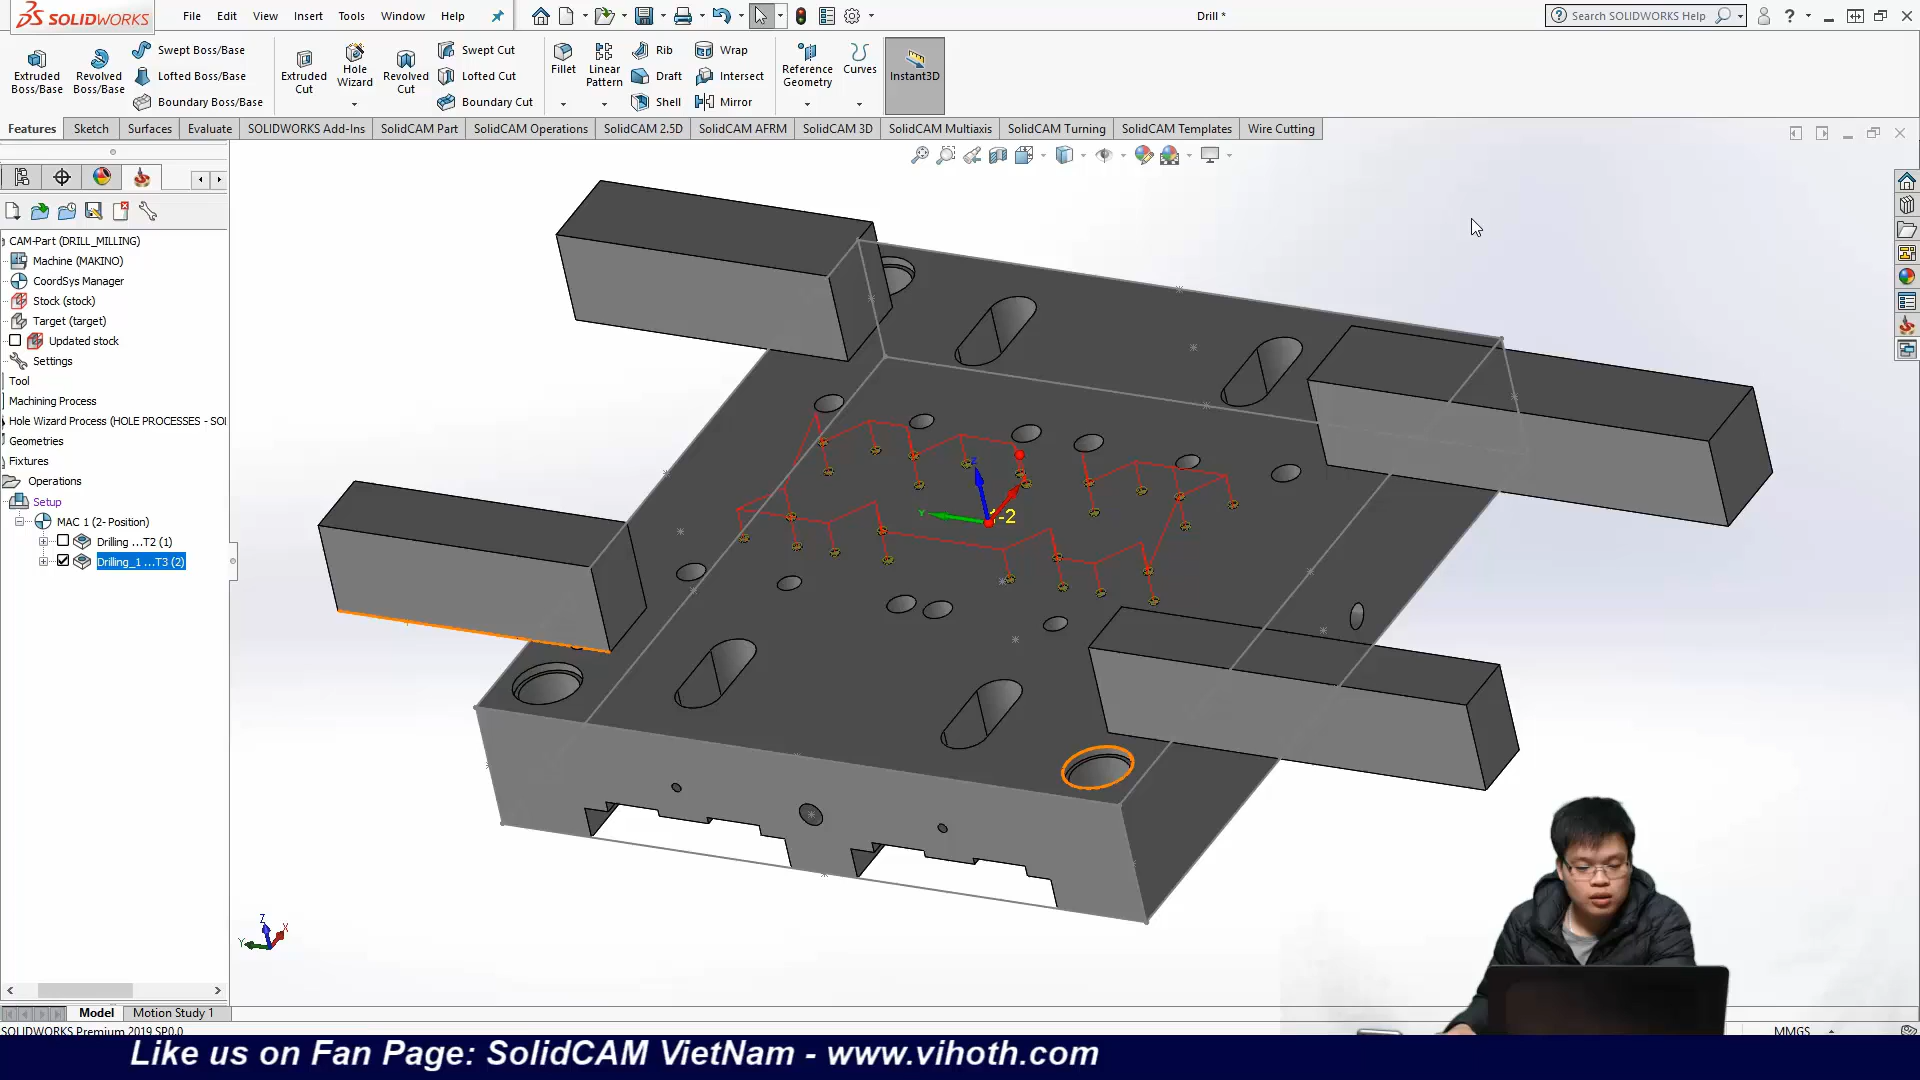 SOLIDWORKS
File Edit View Insert Tools Window Help
Drill *
Search SOLIDWORKS Help
Extruded Boss/Base
Revolved Boss/Base
Swept Boss/Base
Lofted Boss/Base
Boundary Boss/Base
Extruded Cut
Hole Wizard
Revolved Cut
Swept Cut
Lofted Cut
Boundary Cut
Fillet
Linear Pattern
Rib
Draft
Shell
Wrap
Intersect
Mirror
Reference Geometry
Curves
Instant3D
Features Sketch Surfaces Evaluate SOLIDWORKS Add-Ins SolidCAM Part SolidCAM Operations SolidCAM 2.5D SolidCAM AFRM SolidCAM 3D SolidCAM Multiaxis SolidCAM Turning SolidCAM Templates Wire Cutting
CAM-Part (DRILL_MILLING)
Machine (MAKINO)
CoordSys Manager
Stock (stock)
Target (target)
Updated stock
Settings
Tool
Machining Process
Hole Wizard Process (HOLE PROCESSES - SO
Geometries
Fixtures
Operations
Setup
MAC 1 (2- Position)
Drilling ...T2 (1)
Drilling_1 ...T3 (2)
Z
Y
-2
Z
X
Y
Model Motion Study 1
SOLIDWORKS Premium 2019 SP0.0
MMGS
Like us on Fan Page: SolidCAM VietNam - www.vihoth.com